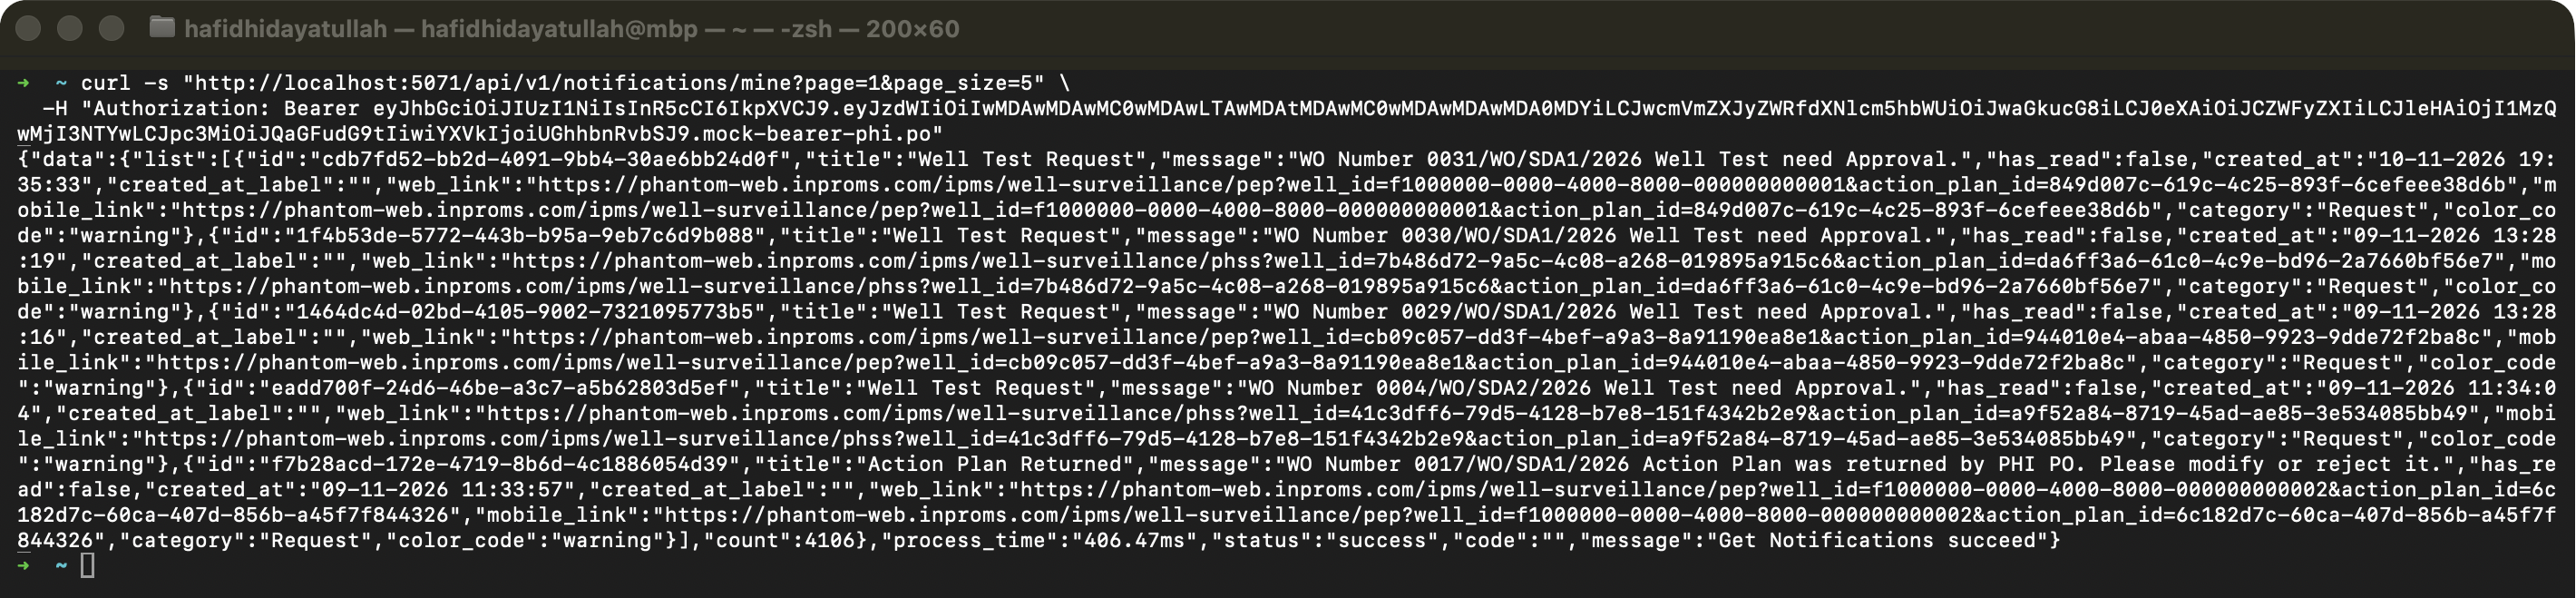 hafidhidayatullah — hafidhidayatullah@mbp — ~ — -zsh — 200×60
➜  ~ curl -s "http://localhost:5071/api/v1/notifications/mine?page=1&page_size=5" \
  -H "Authorization: Bearer eyJhbGciOiJIUzI1NiIsInR5cCI6IkpXVCJ9.eyJzdWIiOiIwMDAwMDAwMC0wMDAwLTAwMDAtMDAwMC0wMDAwMDAwMDA0MDYiLCJwcmVmZXJyZWRfdXNlcm5hbWUiOiJwaGkucG8iLCJ0eXAiOiJCZWFyZXIiLCJleHAiOjI1MzQ
wMjI3NTYwLCJpc3MiOiJQaGFudG9tIiwiYXVkIjoiUGhhbnRvbSJ9.mock-bearer-phi.po"
{"data":{"list":[{"id":"cdb7fd52-bb2d-4091-9bb4-30ae6bb24d0f","title":"Well Test Request","message":"WO Number 0031/WO/SDA1/2026 Well Test need Approval.","has_read":false,"created_at":"10-11-2026 19:
35:33","created_at_label":"","web_link":"https://phantom-web.inproms.com/ipms/well-surveillance/pep?well_id=f1000000-0000-4000-8000-000000000001&action_plan_id=849d007c-619c-4c25-893f-6cefeee38d6b","m
obile_link":"https://phantom-web.inproms.com/ipms/well-surveillance/pep?well_id=f1000000-0000-4000-8000-000000000001&action_plan_id=849d007c-619c-4c25-893f-6cefeee38d6b","category":"Request","color_co
de":"warning"},{"id":"1f4b53de-5772-443b-b95a-9eb7c6d9b088","title":"Well Test Request","message":"WO Number 0030/WO/SDA1/2026 Well Test need Approval.","has_read":false,"created_at":"09-11-2026 13:28
:19","created_at_label":"","web_link":"https://phantom-web.inproms.com/ipms/well-surveillance/phss?well_id=7b486d72-9a5c-4c08-a268-019895a915c6&action_plan_id=da6ff3a6-61c0-4c9e-bd96-2a7660bf56e7","mo
bile_link":"https://phantom-web.inproms.com/ipms/well-surveillance/phss?well_id=7b486d72-9a5c-4c08-a268-019895a915c6&action_plan_id=da6ff3a6-61c0-4c9e-bd96-2a7660bf56e7","category":"Request","color_co
de":"warning"},{"id":"1464dc4d-02bd-4105-9002-7321095773b5","title":"Well Test Request","message":"WO Number 0029/WO/SDA1/2026 Well Test need Approval.","has_read":false,"created_at":"09-11-2026 13:28
:16","created_at_label":"","web_link":"https://phantom-web.inproms.com/ipms/well-surveillance/pep?well_id=cb09c057-dd3f-4bef-a9a3-8a91190ea8e1&action_plan_id=944010e4-abaa-4850-9923-9dde72f2ba8c","mob
ile_link":"https://phantom-web.inproms.com/ipms/well-surveillance/pep?well_id=cb09c057-dd3f-4bef-a9a3-8a91190ea8e1&action_plan_id=944010e4-abaa-4850-9923-9dde72f2ba8c","category":"Request","color_code
":"warning"},{"id":"eadd700f-24d6-46be-a3c7-a5b62803d5ef","title":"Well Test Request","message":"WO Number 0004/WO/SDA2/2026 Well Test need Approval.","has_read":false,"created_at":"09-11-2026 11:34:0
4","created_at_label":"","web_link":"https://phantom-web.inproms.com/ipms/well-surveillance/phss?well_id=41c3dff6-79d5-4128-b7e8-151f4342b2e9&action_plan_id=a9f52a84-8719-45ad-ae85-3e534085bb49","mobi
le_link":"https://phantom-web.inproms.com/ipms/well-surveillance/phss?well_id=41c3dff6-79d5-4128-b7e8-151f4342b2e9&action_plan_id=a9f52a84-8719-45ad-ae85-3e534085bb49","category":"Request","color_code
":"warning"},{"id":"f7b28acd-172e-4719-8b6d-4c1886054d39","title":"Action Plan Returned","message":"WO Number 0017/WO/SDA1/2026 Action Plan was returned by PHI PO. Please modify or reject it.","has_re
ad":false,"created_at":"09-11-2026 11:33:57","created_at_label":"","web_link":"https://phantom-web.inproms.com/ipms/well-surveillance/pep?well_id=f1000000-0000-4000-8000-000000000002&action_plan_id=6c
182d7c-60ca-407d-856b-a45f7f844326","mobile_link":"https://phantom-web.inproms.com/ipms/well-surveillance/pep?well_id=f1000000-0000-4000-8000-000000000002&action_plan_id=6c182d7c-60ca-407d-856b-a45f7f
844326","category":"Request","color_code":"warning"}],"count":4106},"process_time":"406.47ms","status":"success","code":"","message":"Get Notifications succeed"}
➜  ~